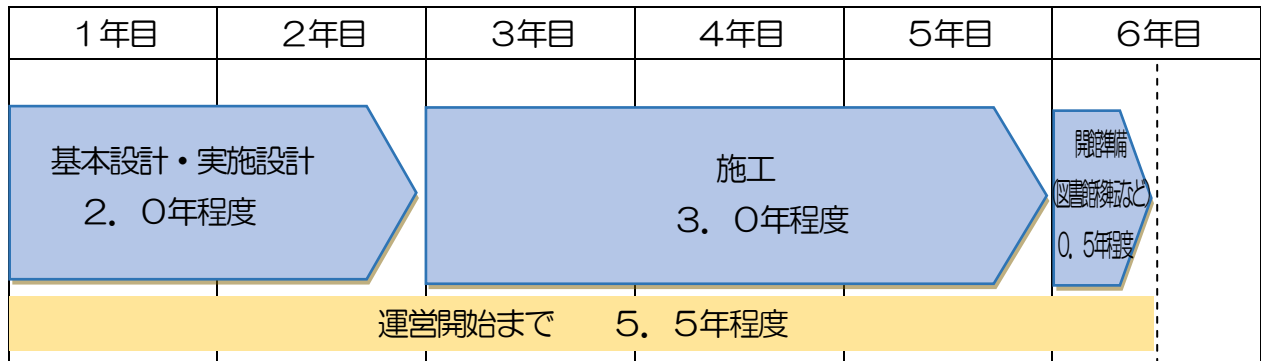 １年目 ２年目 ３年目 ４年目 ５年目 ６年目
基本設計・実施設計
２．０年程度
施工
３．０年程度
開館準備
(図書館移転など)
０．５年程度
運営開始まで　　５．５年程度